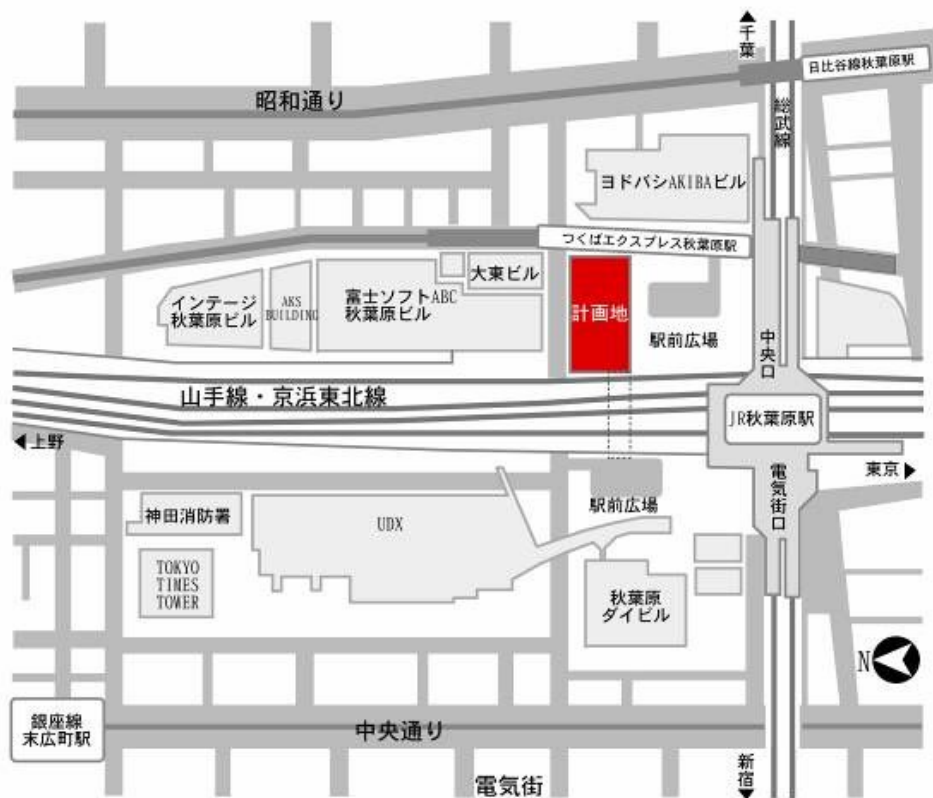 ▲千葉
日比谷線秋葉原駅
昭和通り
総武線
ヨドバシAKIBAビル
つくばエクスプレス秋葉原駅
大東ビル
インテージ
秋葉原ビル
AKS
BUILDING
富士ソフトABC
秋葉原ビル
計画地
駅前広場
中央口
山手線・京浜東北線
JR秋葉原駅
◀上野
東京▶
電気街口
神田消防署
UDX
駅前広場
TOKYO
TIMES
TOWER
秋葉原
ダイビル
N
銀座線
末広町駅
中央通り
電気街
新宿▼